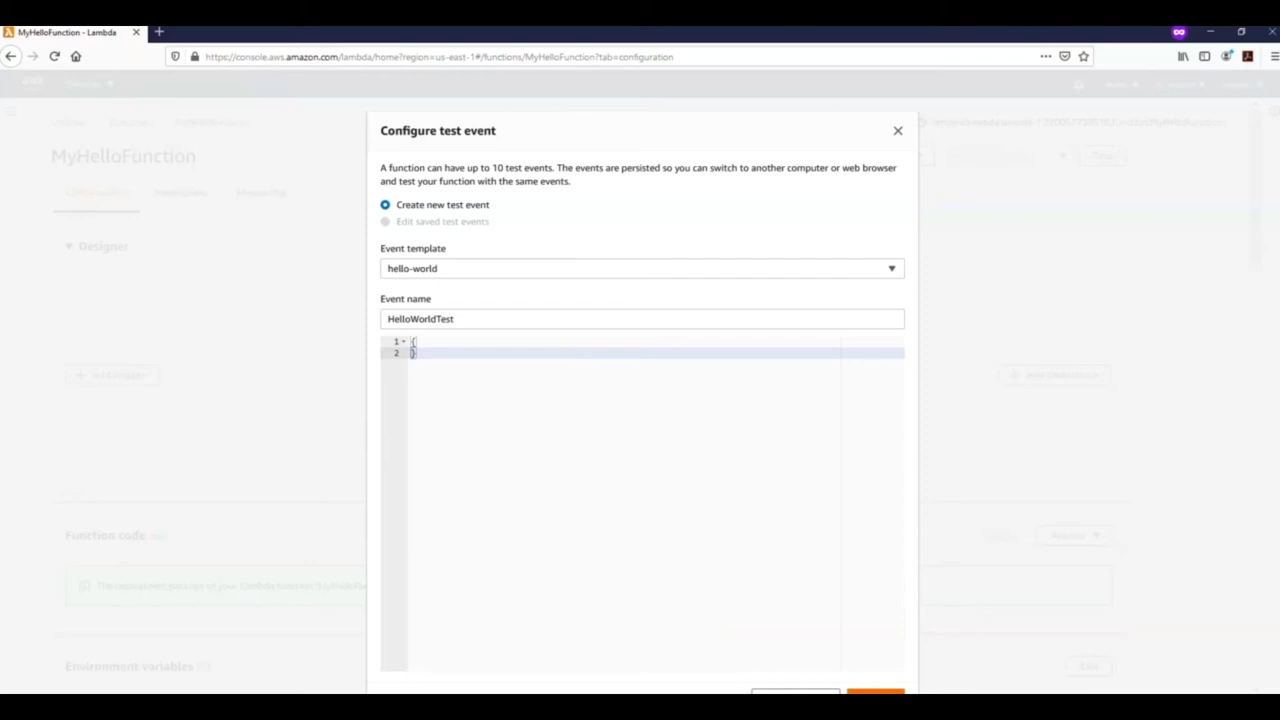 MyHelloFunction - Lambda
https://console.aws.amazon.com/lambda/home?region=us-east-1#/functions/MyHelloFunction?tab=configuration
Configure test event
A function can have up to 10 test events. The events are persisted so you can switch to another computer or web browser
and test your function with the same events.
Create new test event
Edit saved test events
Event template
hello-world
Event name
HelloWorldTest
1 {
2 }
MyHelloFunction
Designer
Function code
Environment variables